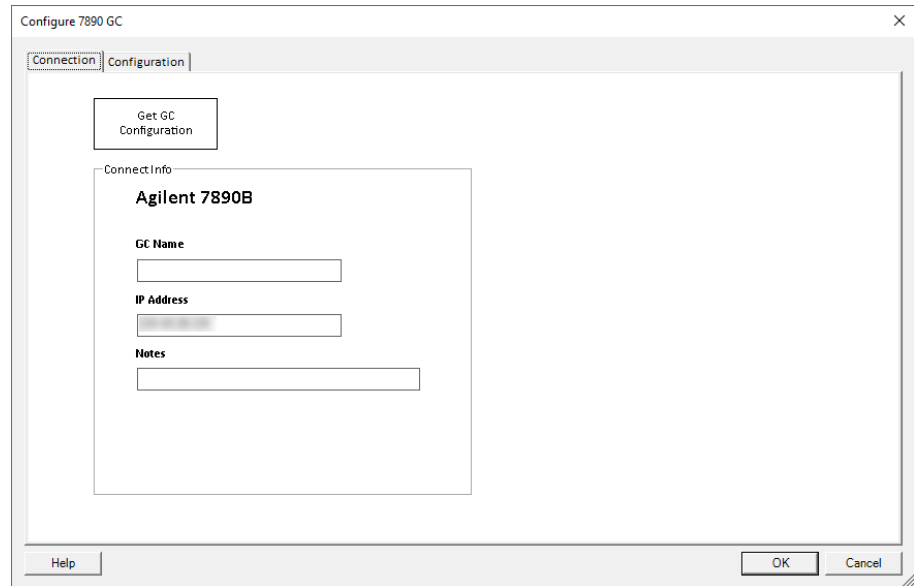 Configure 7890 GC
Connection
Configuration
Get GC
Configuration
Connect Info
Agilent 7890B
GC Name
IP Address
Notes
Help
OK
Cancel